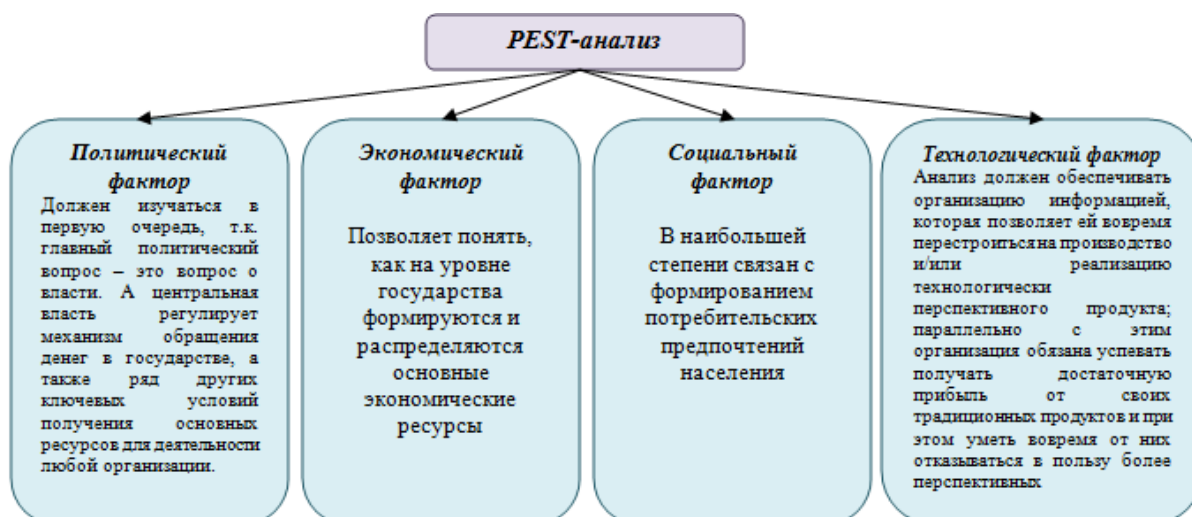 PEST-анализ
Политический
фактор
Должен изучаться в
первую очередь, т.к.
главный политический
вопрос – это вопрос о
власти. А центральная
власть регулирует
механизм обращения
денег в государстве, а
также ряд других
ключевых условий
получения основных
ресурсов для деятельности
любой организации.
Экономический
фактор
Позволяет понять,
как на уровне
государства
формируются и
распределяются
основные
экономические
ресурсы
Социальный
фактор
В наибольшей
степени связан с
формированием
потребительских
предпочтений
населения
Технологический фактор
Анализ должен обеспечивать
организацию информацией,
которая позволяет ей вовремя
перестроиться на производство
и/или реализацию
технологически
перспективного продукта;
параллельно с этим
организация обязана успевать
получать достаточную
прибыль от своих
традиционных продуктов и при
этом уметь вовремя от них
отказываться в пользу более
перспективных